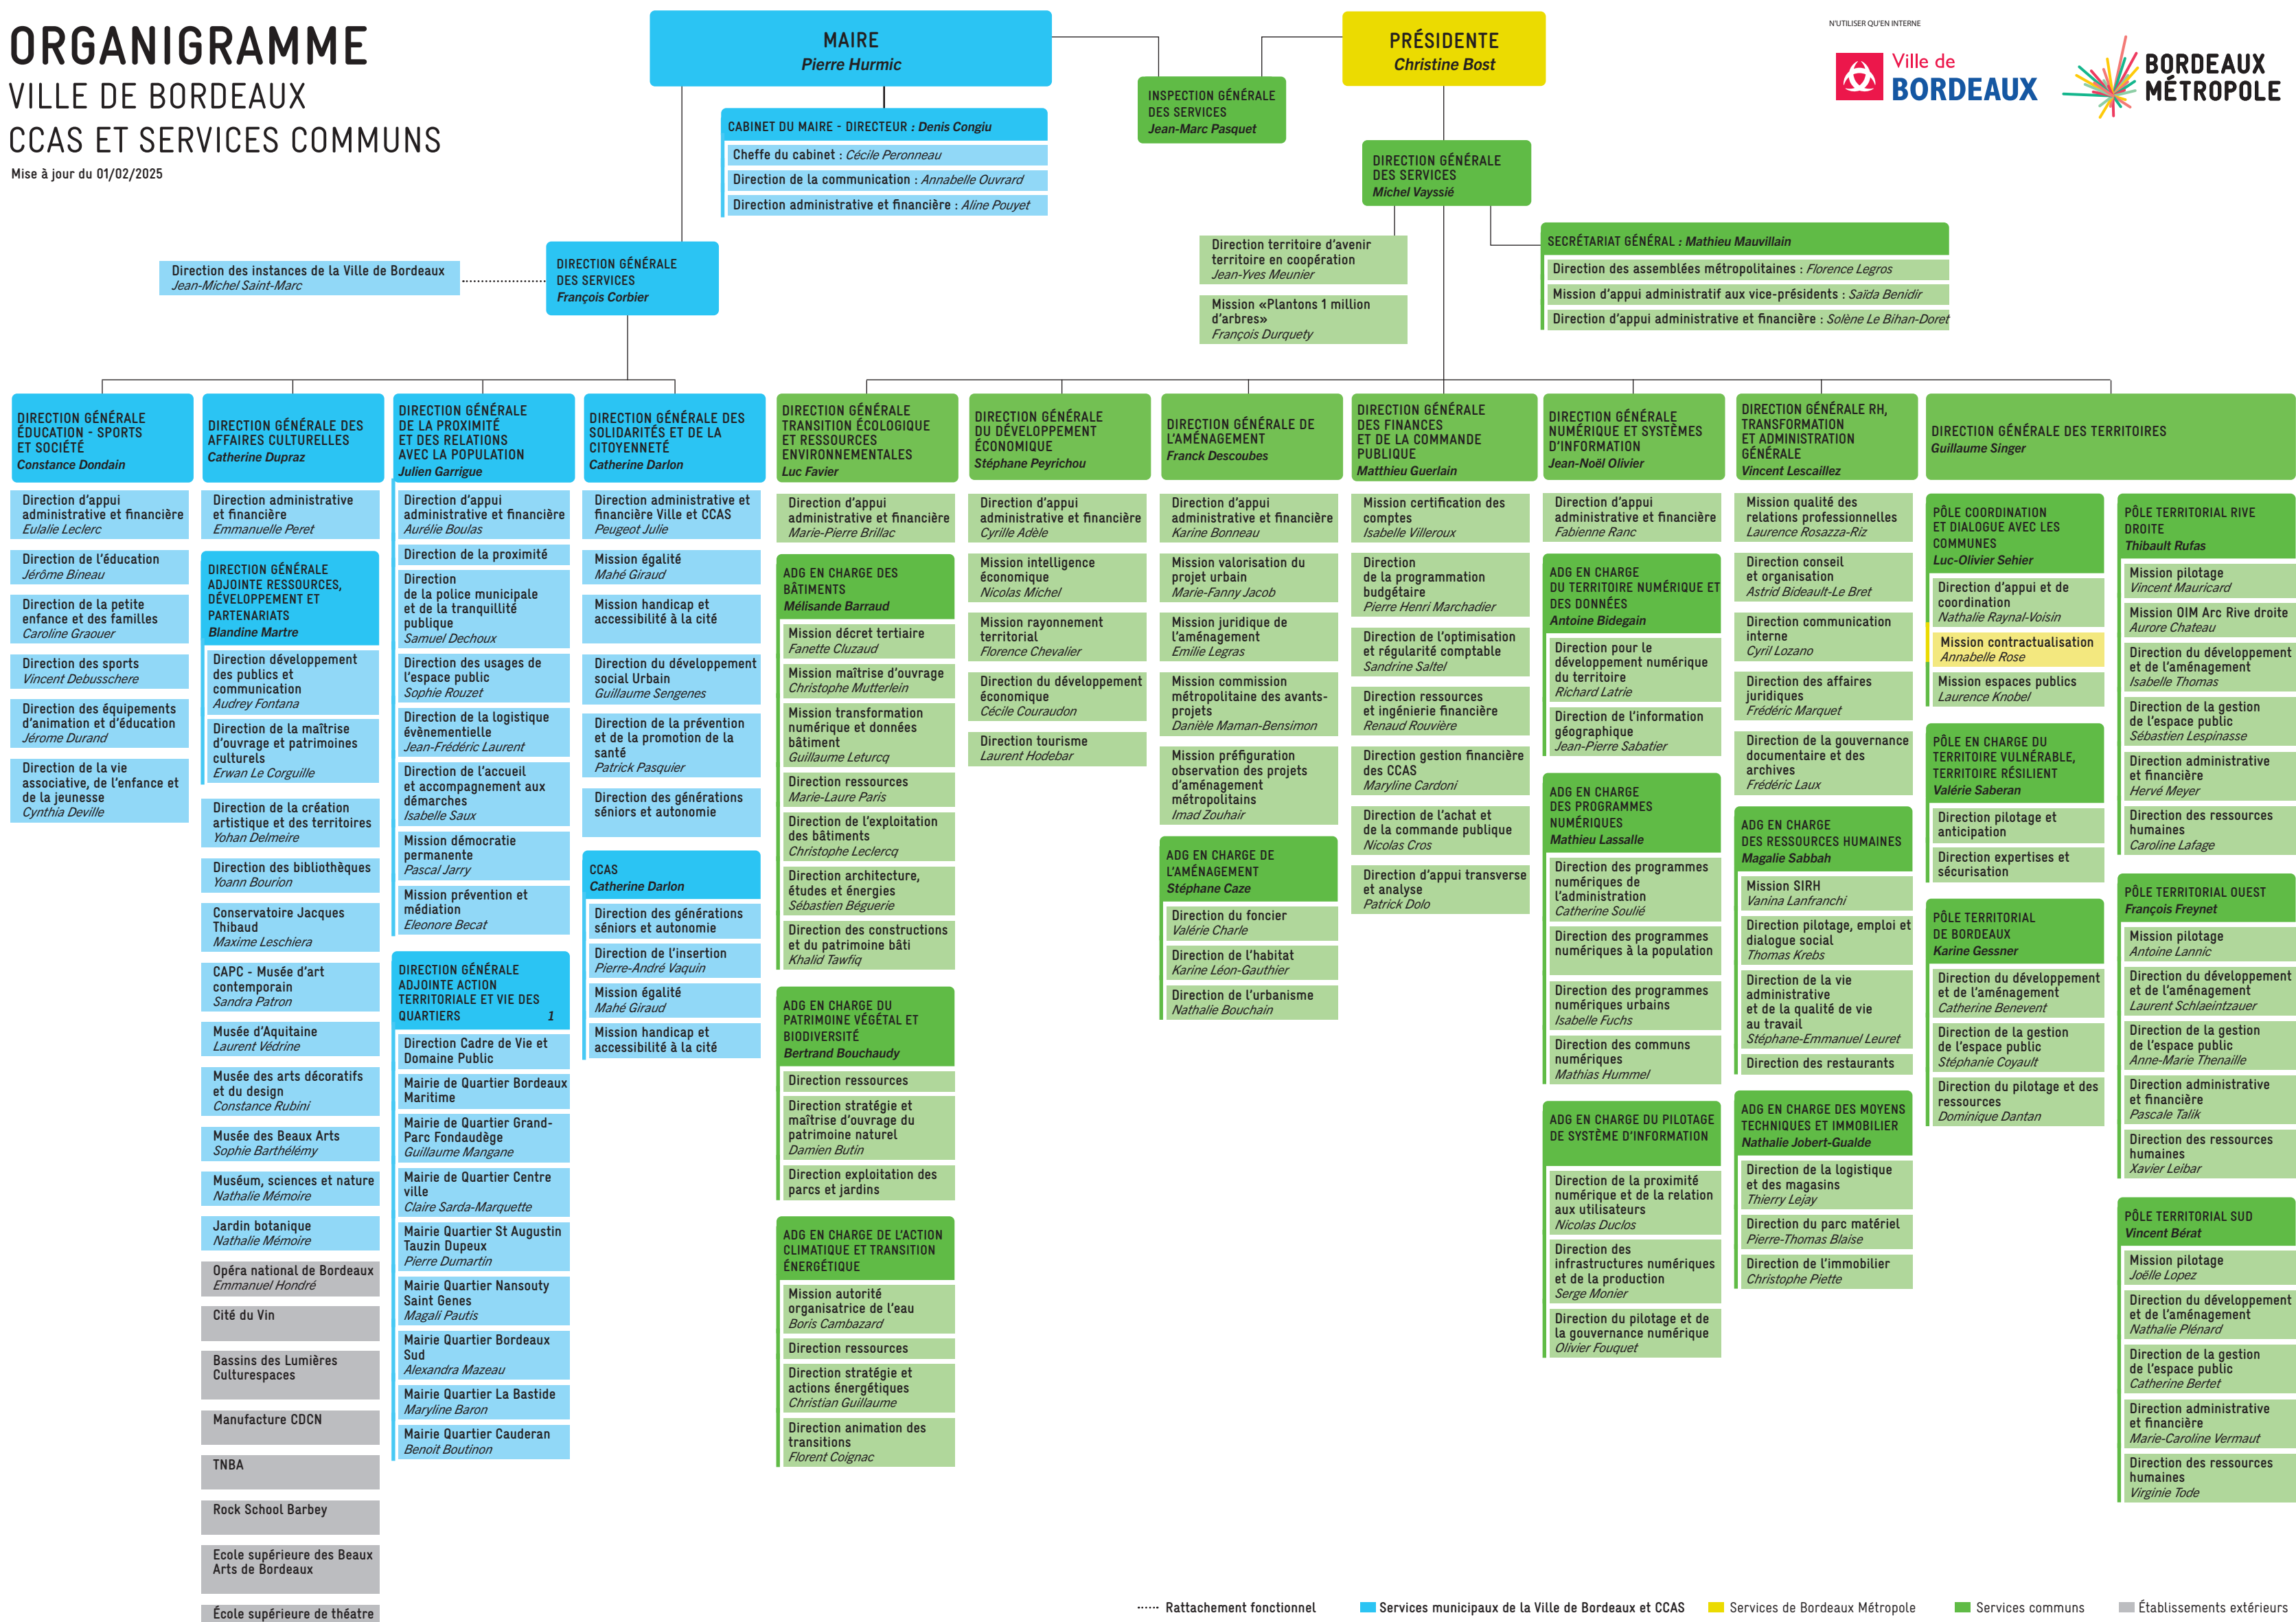 ORGANIGRAMME
VILLE DE BORDEAUX
CCAS ET SERVICES COMMUNS
Mise à jour du 01/02/2025
MAIRE
Pierre Hurmic
PRÉSIDENTE
Christine Bost
N'UTILISER QU'EN INTERNE
Ville de
BORDEAUX
BORDEAUX
MÉTROPOLE
INSPECTION GÉNÉRALE
DES SERVICES
Jean-Marc Pasquet
CABINET DU MAIRE - DIRECTEUR : Denis Congiu
Cheffe du cabinet : Cécile Peronneau
Direction de la communication : Annabelle Ouvrard
Direction administrative et financière : Aline Pouyet
DIRECTION GÉNÉRALE
DES SERVICES
Michel Vayssié
Direction des instances de la Ville de Bordeaux
Jean-Michel Saint-Marc
DIRECTION GÉNÉRALE
DES SERVICES
François Corbier
Direction territoire d'avenir
territoire en coopération
Jean-Yves Meunier
Mission «Plantons 1 million
d'arbres»
François Durquety
SECRÉTARIAT GÉNÉRAL : Mathieu Mauvillain
Direction des assemblées métropolitaines : Florence Legros
Mission d'appui administratif aux vice-présidents : Saïda Benidir
Direction d'appui administrative et financière : Solène Le Bihan-Doret
DIRECTION GÉNÉRALE
ÉDUCATION - SPORTS
ET SOCIÉTÉ
Constance Dondain
Direction d'appui
administrative et financière
Eulalie Leclerc
Direction de l'éducation
Jérôme Bineau
Direction de la petite
enfance et des familles
Caroline Graouer
Direction des sports
Vincent Debusschere
Direction des équipements
d'animation et d'éducation
Jérome Durand
Direction de la vie
associative, de l'enfance et
de la jeunesse
Cynthia Deville
DIRECTION GÉNÉRALE DES
AFFAIRES CULTURELLES
Catherine Dupraz
Direction administrative
et financière
Emmanuelle Peret
DIRECTION GÉNÉRALE
ADJOINTE RESSOURCES,
DÉVELOPPEMENT ET
PARTENARIATS
Blandine Martre
Direction développement
des publics et
communication
Audrey Fontana
Direction de la maîtrise
d'ouvrage et patrimoines
culturels
Erwan Le Corguille
Direction de la création
artistique et des territoires
Yohan Delmeire
Direction des bibliothèques
Yoann Bourion
Conservatoire Jacques
Thibaud
Maxime Leschiera
CAPC - Musée d'art
contemporain
Sandra Patron
Musée d'Aquitaine
Laurent Védrine
Musée des arts décoratifs
et du design
Constance Rubini
Musée des Beaux Arts
Sophie Barthélémy
Muséum, sciences et nature
Nathalie Mémoire
Jardin botanique
Nathalie Mémoire
Opéra national de Bordeaux
Emmanuel Hondré
Cité du Vin
Bassins des Lumières
Culturespaces
Manufacture CDCN
TNBA
Rock School Barbey
Ecole supérieure des Beaux
Arts de Bordeaux
École supérieure de théatre
DIRECTION GÉNÉRALE
DE LA PROXIMITÉ
ET DES RELATIONS
AVEC LA POPULATION
Julien Garrigue
Direction d'appui
administrative et financière
Aurélie Boulas
Direction de la proximité
Direction
de la police municipale
et de la tranquillité
publique
Samuel Dechoux
Direction des usages de
l'espace public
Sophie Rouzet
Direction de la logistique
évènementielle
Jean-Frédéric Laurent
Direction de l'accueil
et accompagnement aux
démarches
Isabelle Saux
Mission démocratie
permanente
Pascal Jarry
Mission prévention et
médiation
Eleonore Becat
DIRECTION GÉNÉRALE
ADJOINTE ACTION
TERRITORIALE ET VIE DES
QUARTIERS 1
Direction Cadre de Vie et
Domaine Public
Mairie de Quartier Bordeaux
Maritime
Mairie de Quartier Grand-
Parc Fondaudège
Guillaume Mangane
Mairie de Quartier Centre
ville
Claire Sarda-Marquette
Mairie Quartier St Augustin
Tauzin Dupeux
Pierre Dumartin
Mairie Quartier Nansouty
Saint Genes
Magali Pautis
Mairie Quartier Bordeaux
Sud
Alexandra Mazeau
Mairie Quartier La Bastide
Maryline Baron
Mairie Quartier Cauderan
Benoit Boutinon
DIRECTION GÉNÉRALE DES
SOLIDARITÉS ET DE LA
CITOYENNETÉ
Catherine Darlon
Direction administrative et
financière Ville et CCAS
Peugeot Julie
Mission égalité
Mahé Giraud
Mission handicap et
accessibilité à la cité
Direction du développement
social Urbain
Guillaume Sengenes
Direction de la prévention
et de la promotion de la
santé
Patrick Pasquier
Direction des générations
séniors et autonomie
CCAS
Catherine Darlon
Direction des générations
séniors et autonomie
Direction de l'insertion
Pierre-André Vaquin
Mission égalité
Mahé Giraud
Mission handicap et
accessibilité à la cité
DIRECTION GÉNÉRALE
TRANSITION ÉCOLOGIQUE
ET RESSOURCES
ENVIRONNEMENTALES
Luc Favier
Direction d'appui
administrative et financière
Marie-Pierre Brillac
ADG EN CHARGE DES
BÂTIMENTS
Mélisande Barraud
Mission décret tertiaire
Fanette Cluzaud
Mission maîtrise d'ouvrage
Christophe Mutterlein
Mission transformation
numérique et données
bâtiment
Guillaume Leturcq
Direction ressources
Marie-Laure Paris
Direction de l'exploitation
des bâtiments
Christophe Leclercq
Direction architecture,
études et énergies
Sébastien Béguerie
Direction des constructions
et du patrimoine bâti
Khalid Tawfiq
ADG EN CHARGE DU
PATRIMOINE VÉGÉTAL ET
BIODIVERSITÉ
Bertrand Bouchaudy
Direction ressources
Direction stratégie et
maîtrise d'ouvrage du
patrimoine naturel
Damien Butin
Direction exploitation des
parcs et jardins
ADG EN CHARGE DE L'ACTION
CLIMATIQUE ET TRANSITION
ÉNERGÉTIQUE
Mission autorité
organisatrice de l'eau
Boris Cambazard
Direction ressources
Direction stratégie et
actions énergétiques
Christian Guillaume
Direction animation des
transitions
Florent Coignac
DIRECTION GÉNÉRALE
DU DÉVELOPPEMENT
ÉCONOMIQUE
Stéphane Peyrichou
Direction d'appui
administrative et financière
Cyrille Adèle
Mission intelligence
économique
Nicolas Michel
Mission rayonnement
territorial
Florence Chevalier
Direction du développement
économique
Cécile Couraudon
Direction tourisme
Laurent Hodebar
DIRECTION GÉNÉRALE DE
L'AMÉNAGEMENT
Franck Descoubes
Direction d'appui
administrative et financière
Karine Bonneau
Mission valorisation du
projet urbain
Marie-Fanny Jacob
Mission juridique de
l'aménagement
Emilie Legras
Mission commission
métropolitaine des avants-
projets
Danièle Maman-Bensimon
Mission préfiguration
observation des projets
d'aménagement
métropolitains
Imad Zouhair
ADG EN CHARGE DE
L'AMÉNAGEMENT
Stéphane Caze
Direction du foncier
Valérie Charle
Direction de l'habitat
Karine Léon-Gauthier
Direction de l'urbanisme
Nathalie Bouchain
DIRECTION GÉNÉRALE
DES FINANCES
ET DE LA COMMANDE
PUBLIQUE
Matthieu Guerlain
Mission certification des
comptes
Isabelle Villeroux
Direction
de la programmation
budgétaire
Pierre Henri Marchadier
Direction de l'optimisation
et régularité comptable
Sandrine Saltel
Direction ressources
et ingénierie financière
Renaud Rouvière
Direction gestion financière
des CCAS
Maryline Cardoni
Direction de l'achat et
de la commande publique
Nicolas Cros
Direction d'appui transverse
et analyse
Patrick Dolo
DIRECTION GÉNÉRALE
NUMÉRIQUE ET SYSTÈMES
D'INFORMATION
Jean-Noël Olivier
Direction d'appui
administrative et financière
Fabienne Ranc
ADG EN CHARGE
DU TERRITOIRE NUMÉRIQUE ET
DES DONNÉES
Antoine Bidegain
Direction pour le
développement numérique
du territoire
Richard Latrie
Direction de l'information
géographique
Jean-Pierre Sabatier
ADG EN CHARGE
DES PROGRAMMES
NUMÉRIQUES
Mathieu Lassalle
Direction des programmes
numériques de
l'administration
Catherine Soulié
Direction des programmes
numériques à la population
Direction des programmes
numériques urbains
Isabelle Fuchs
Direction des communs
numériques
Mathias Hummel
ADG EN CHARGE DU PILOTAGE
DE SYSTÈME D'INFORMATION
Direction de la proximité
numérique et de la relation
aux utilisateurs
Nicolas Duclos
Direction des
infrastructures numériques
et de la production
Serge Monier
Direction du pilotage et de
la gouvernance numérique
Olivier Fouquet
DIRECTION GÉNÉRALE RH,
TRANSFORMATION
ET ADMINISTRATION
GÉNÉRALE
Vincent Lescaillez
Mission qualité des
relations professionnelles
Laurence Rosazza-Riz
Direction conseil
et organisation
Astrid Bideault-Le Bret
Direction communication
interne
Cyril Lozano
Direction des affaires
juridiques
Frédéric Marquet
Direction de la gouvernance
documentaire et des
archives
Frédéric Laux
ADG EN CHARGE
DES RESSOURCES HUMAINES
Magalie Sabbah
Mission SIRH
Vanina Lanfranchi
Direction pilotage, emploi et
dialogue social
Thomas Krebs
Direction de la vie
administrative
et de la qualité de vie
au travail
Stéphane-Emmanuel Leuret
Direction des restaurants
ADG EN CHARGE DES MOYENS
TECHNIQUES ET IMMOBILIER
Nathalie Jobert-Gualde
Direction de la logistique
et des magasins
Thierry Lejay
Direction du parc matériel
Pierre-Thomas Blaise
Direction de l'immobilier
Christophe Piette
DIRECTION GÉNÉRALE DES TERRITOIRES
Guillaume Singer
PÔLE COORDINATION
ET DIALOGUE AVEC LES
COMMUNES
Luc-Olivier Sehier
Direction d'appui et de
coordination
Nathalie Raynal-Voisin
Mission contractualisation
Annabelle Rose
Mission espaces publics
Laurence Knobel
PÔLE EN CHARGE DU
TERRITOIRE VULNÉRABLE,
TERRITOIRE RÉSILIENT
Valérie Saberan
Direction pilotage et
anticipation
Direction expertises et
sécurisation
PÔLE TERRITORIAL
DE BORDEAUX
Karine Gessner
Direction du développement
et de l'aménagement
Catherine Benevent
Direction de la gestion
de l'espace public
Stéphanie Coyault
Direction du pilotage et des
ressources
Dominique Dantan
PÔLE TERRITORIAL RIVE
DROITE
Thibault Rufas
Mission pilotage
Vincent Mauricard
Mission OIM Arc Rive droite
Aurore Chateau
Direction du développement
et de l'aménagement
Isabelle Thomas
Direction de la gestion
de l'espace public
Sébastien Lespinasse
Direction administrative
et financière
Hervé Meyer
Direction des ressources
humaines
Caroline Lafage
PÔLE TERRITORIAL OUEST
François Freynet
Mission pilotage
Antoine Lannic
Direction du développement
et de l'aménagement
Laurent Schlaeintzauer
Direction de la gestion
de l'espace public
Anne-Marie Thenaille
Direction administrative
et financière
Pascale Talik
Direction des ressources
humaines
Xavier Leibar
PÔLE TERRITORIAL SUD
Vincent Bérat
Mission pilotage
Joëlle Lopez
Direction du développement
et de l'aménagement
Nathalie Plénard
Direction de la gestion
de l'espace public
Catherine Bertet
Direction administrative
et financière
Marie-Caroline Vermaut
Direction des ressources
humaines
Virginie Tode
Rattachement fonctionnel
Services municipaux de la Ville de Bordeaux et CCAS
Services de Bordeaux Métropole
Services communs
Établissements extérieurs